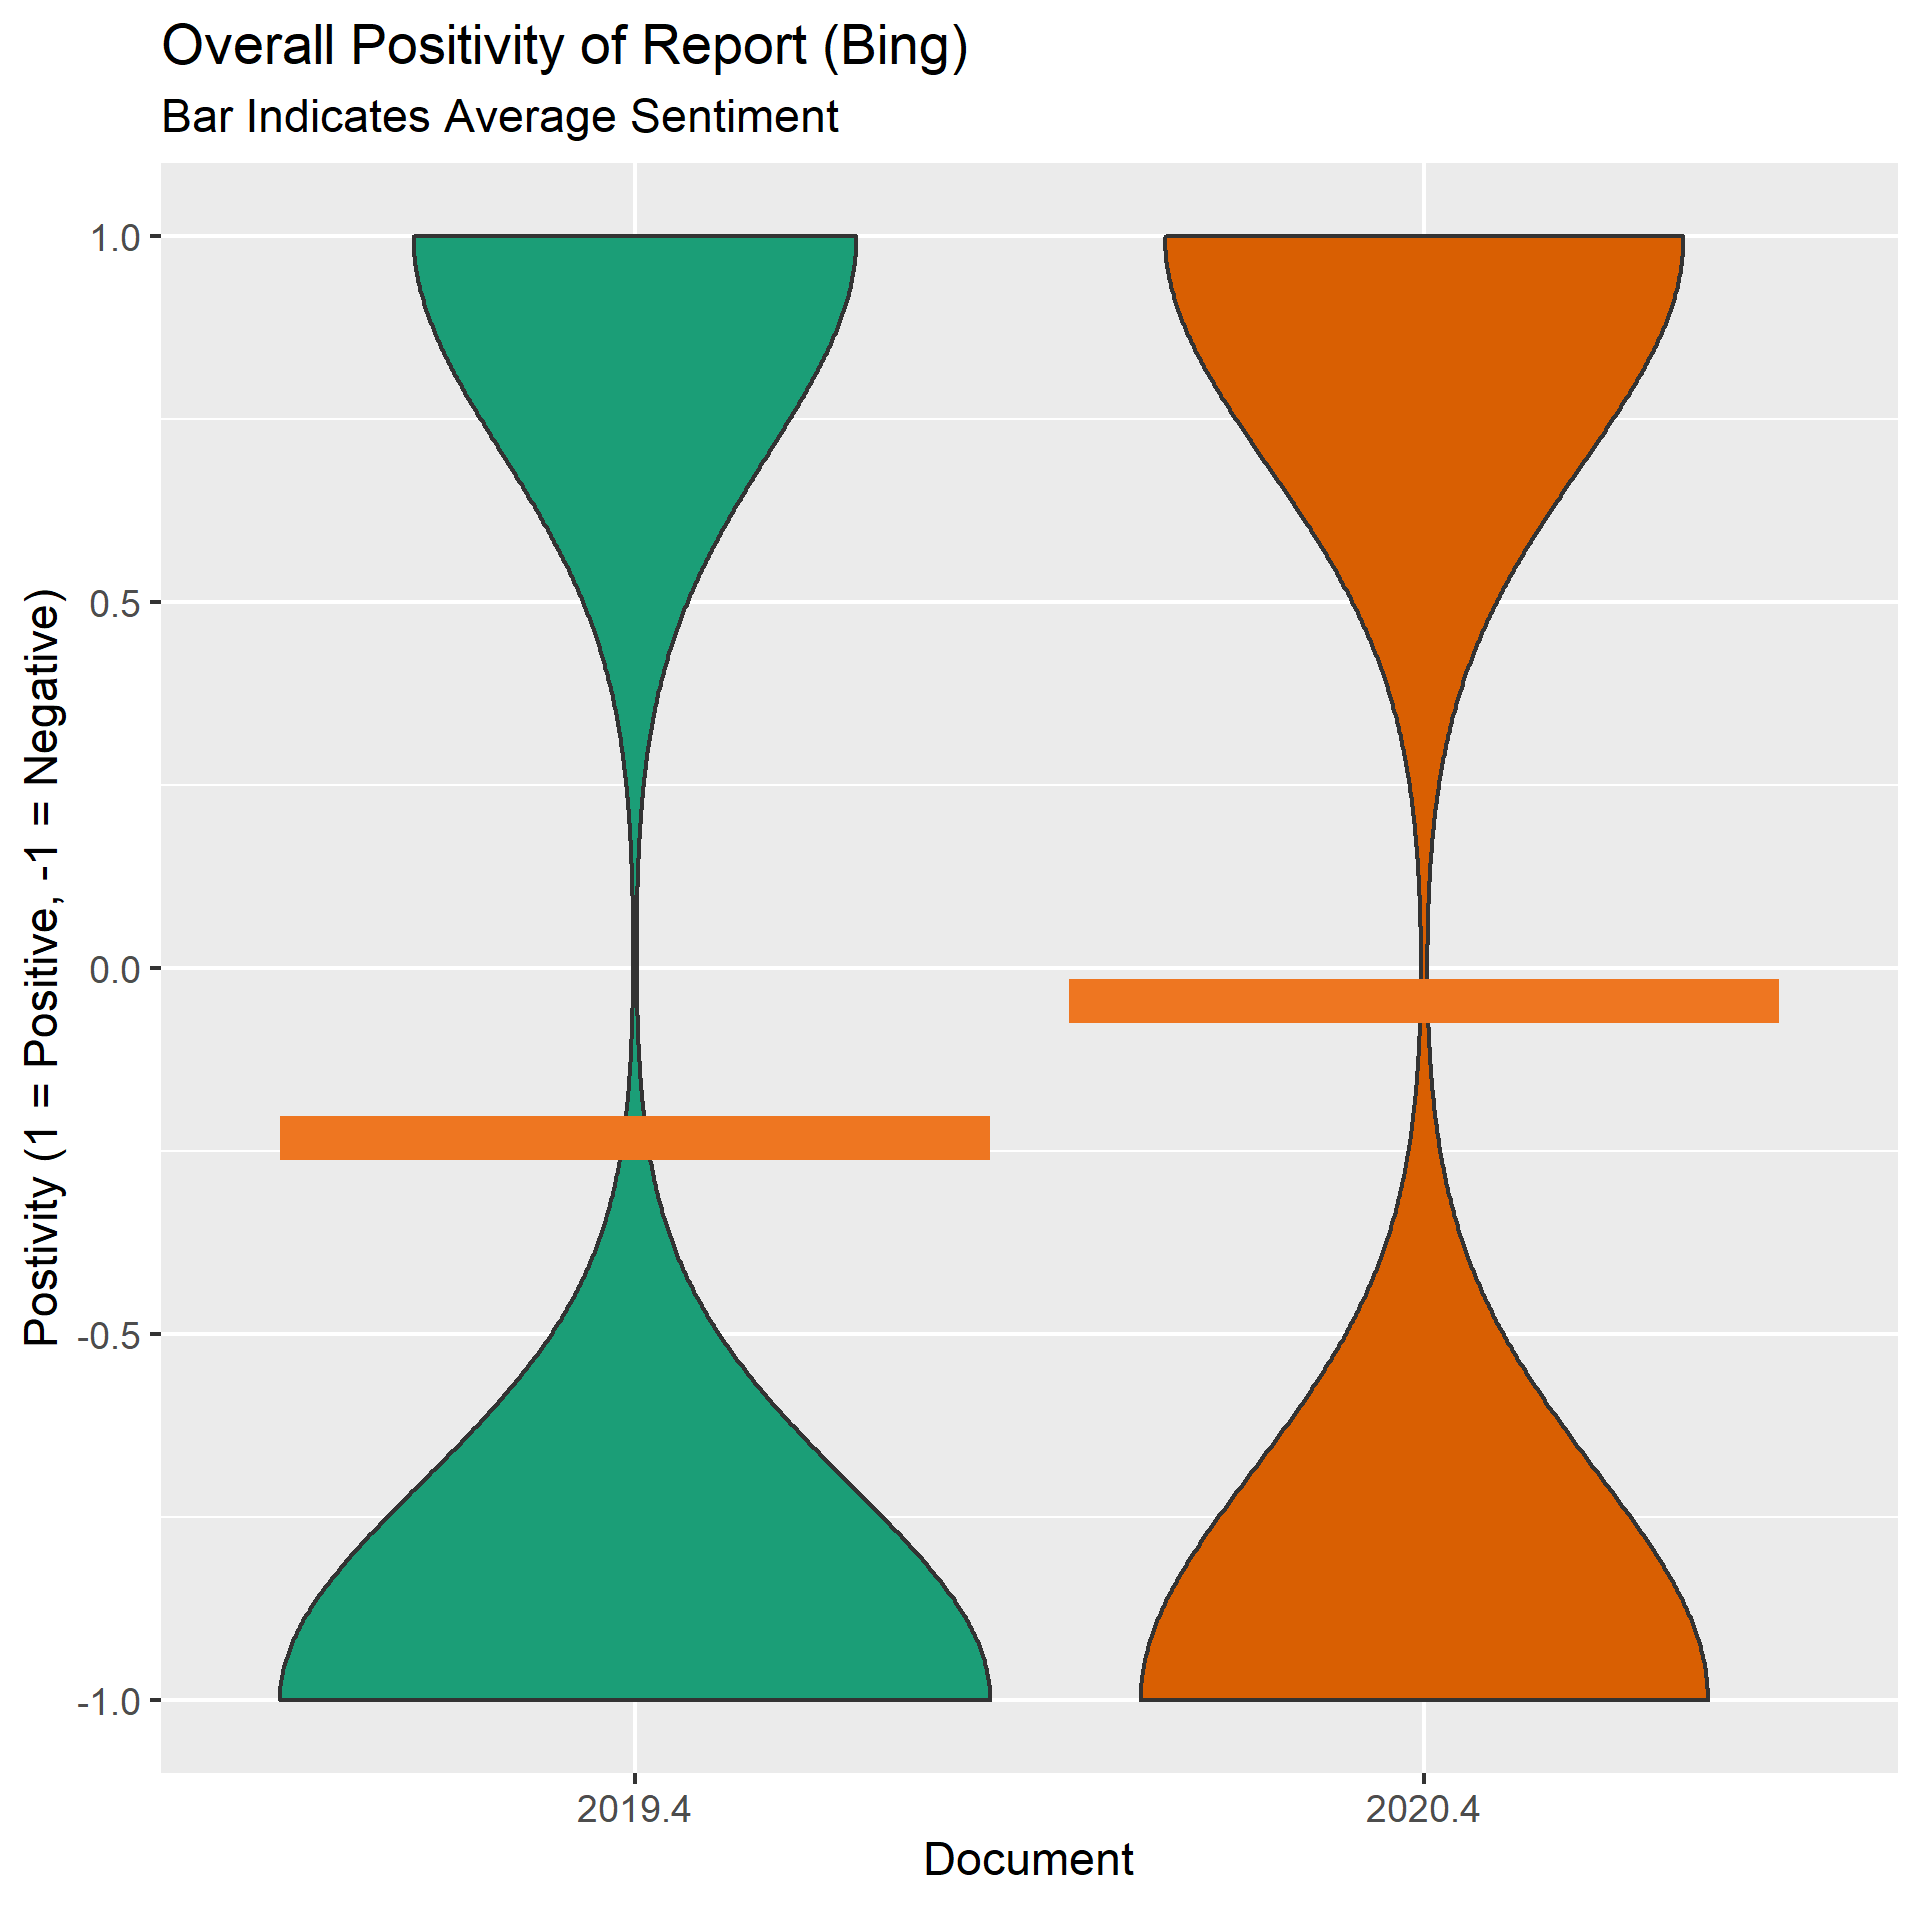 Overall Positivity of Report (Bing)
Bar Indicates Average Sentiment
Postivity (1 = Positive, -1 = Negative)
1.0
0.5
0.0
-0.5
-1.0
2019.4
2020.4
Document